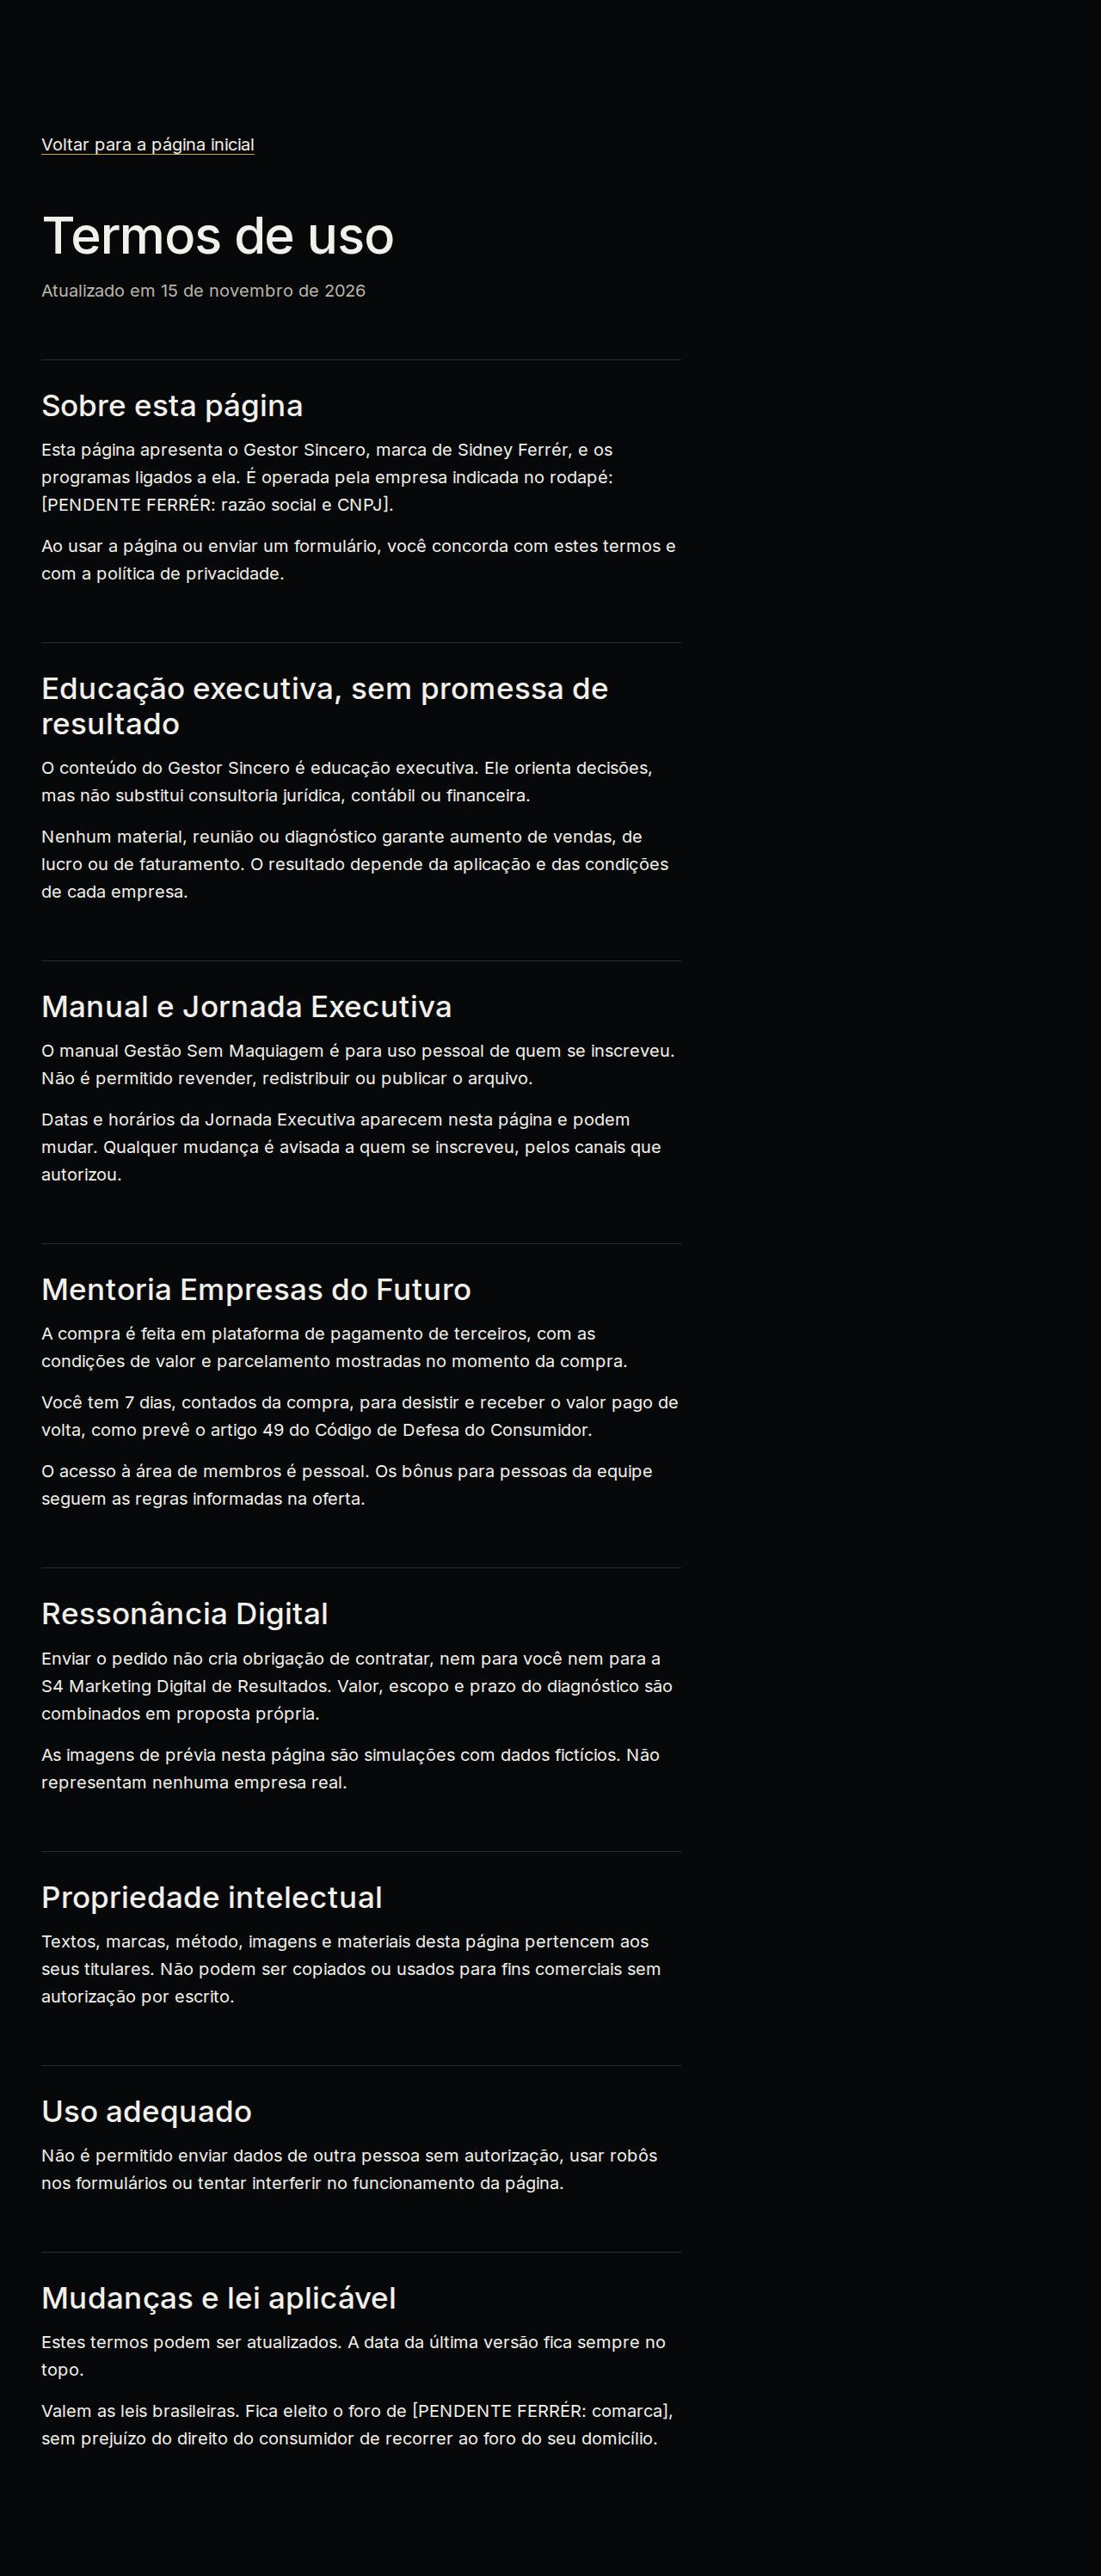 Voltar para a página inicial
Termos de uso
Atualizado em 15 de novembro de 2026
Sobre esta página
Esta página apresenta o Gestor Sincero, marca de Sidney Ferrér, e os
programas ligados a ela. É operada pela empresa indicada no rodapé:
[PENDENTE FERRÉR: razão social e CNPJ].
Ao usar a página ou enviar um formulário, você concorda com estes termos e
com a política de privacidade.
Educação executiva, sem promessa de
resultado
O conteúdo do Gestor Sincero é educação executiva. Ele orienta decisões,
mas não substitui consultoria jurídica, contábil ou financeira.
Nenhum material, reunião ou diagnóstico garante aumento de vendas, de
lucro ou de faturamento. O resultado depende da aplicação e das condições
de cada empresa.
Manual e Jornada Executiva
O manual Gestão Sem Maquiagem é para uso pessoal de quem se inscreveu.
Não é permitido revender, redistribuir ou publicar o arquivo.
Datas e horários da Jornada Executiva aparecem nesta página e podem
mudar. Qualquer mudança é avisada a quem se inscreveu, pelos canais que
autorizou.
Mentoria Empresas do Futuro
A compra é feita em plataforma de pagamento de terceiros, com as
condições de valor e parcelamento mostradas no momento da compra.
Você tem 7 dias, contados da compra, para desistir e receber o valor pago de
volta, como prevê o artigo 49 do Código de Defesa do Consumidor.
O acesso à área de membros é pessoal. Os bônus para pessoas da equipe
seguem as regras informadas na oferta.
Ressonância Digital
Enviar o pedido não cria obrigação de contratar, nem para você nem para a
S4 Marketing Digital de Resultados. Valor, escopo e prazo do diagnóstico são
combinados em proposta própria.
As imagens de prévia nesta página são simulações com dados fictícios. Não
representam nenhuma empresa real.
Propriedade intelectual
Textos, marcas, método, imagens e materiais desta página pertencem aos
seus titulares. Não podem ser copiados ou usados para fins comerciais sem
autorização por escrito.
Uso adequado
Não é permitido enviar dados de outra pessoa sem autorização, usar robôs
nos formulários ou tentar interferir no funcionamento da página.
Mudanças e lei aplicável
Estes termos podem ser atualizados. A data da última versão fica sempre no
topo.
Valem as leis brasileiras. Fica eleito o foro de [PENDENTE FERRÉR: comarca],
sem prejuízo do direito do consumidor de recorrer ao foro do seu domicílio.